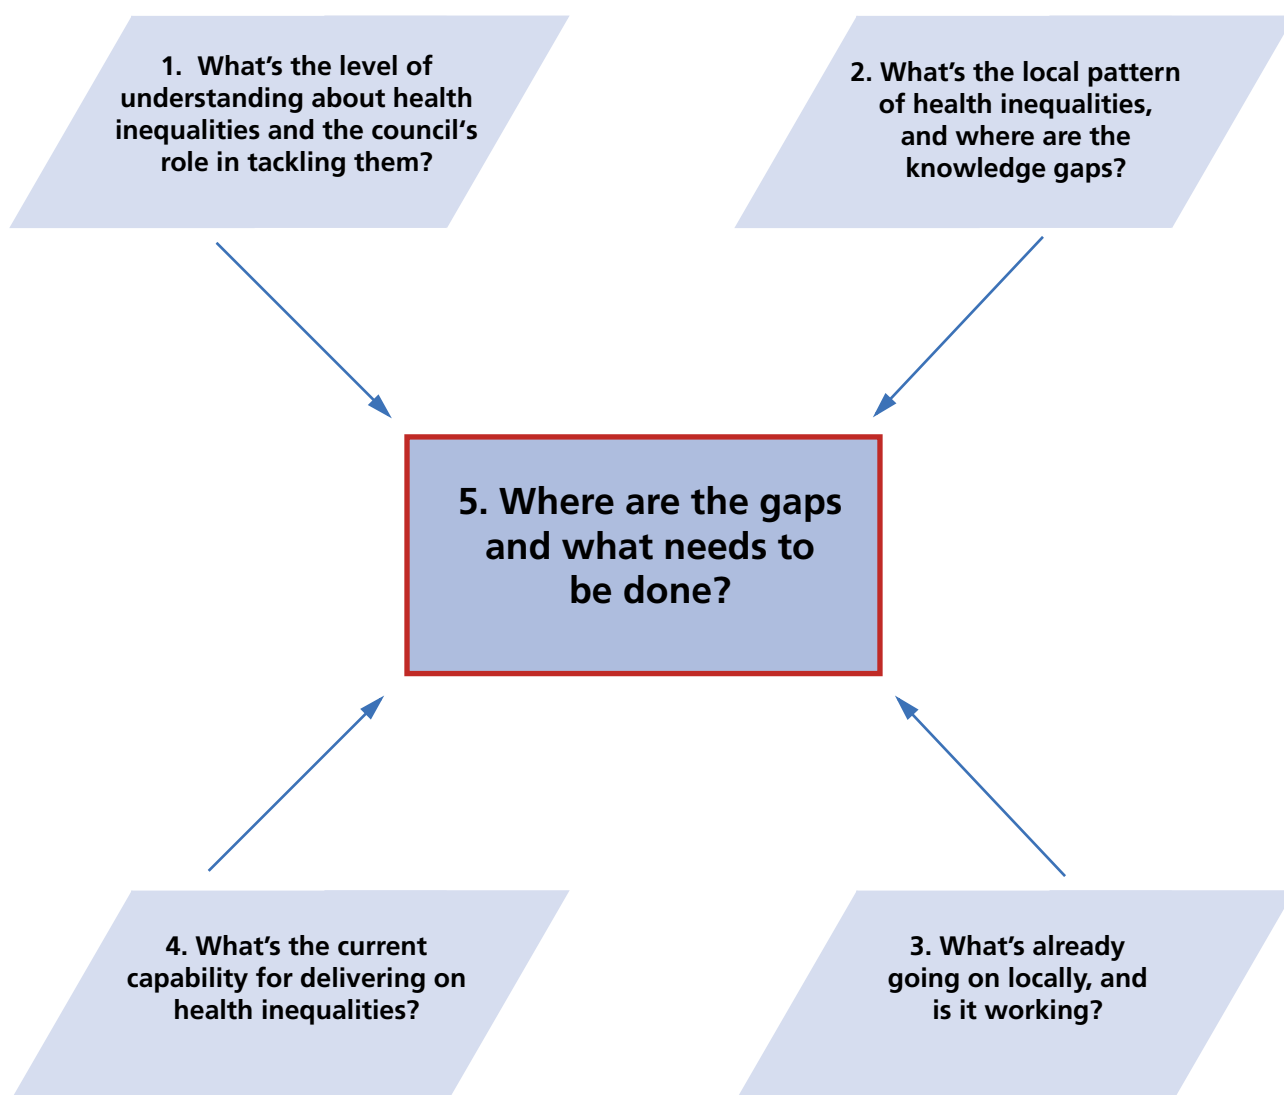 1.  What’s the level of
understanding about health
inequalities and the council‘s
role in tackling them?
2. What’s the local pattern
of health inequalities,
and where are the
knowledge gaps?
5. Where are the gaps
and what needs to
be done?
4. What’s the current
capability for delivering on
health inequalities?
3. What’s already
going on locally, and
is it working?